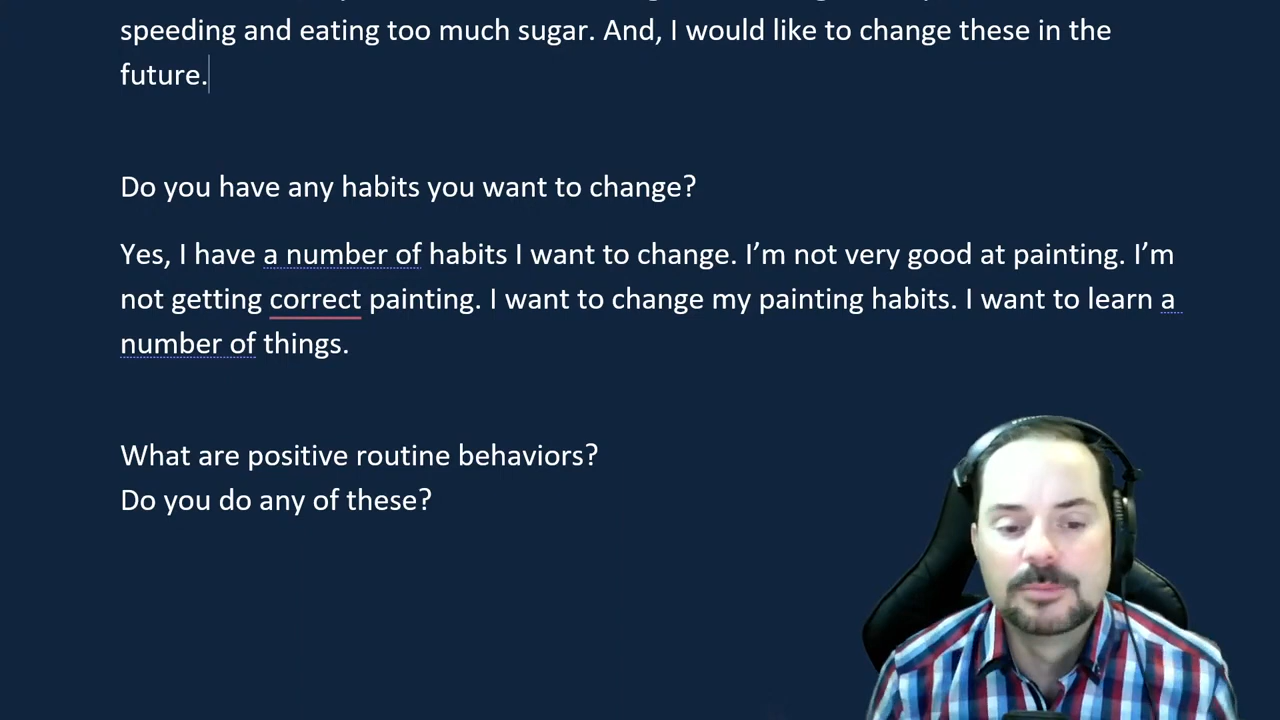 speeding and eating too much sugar. And, I would like to change these in the
future.
Do you have any habits you want to change?
Yes, I have a number of habits I want to change. I’m not very good at painting. I’m
not getting correct painting. I want to change my painting habits. I want to learn a
number of things.
What are positive routine behaviors?
Do you do any of these?